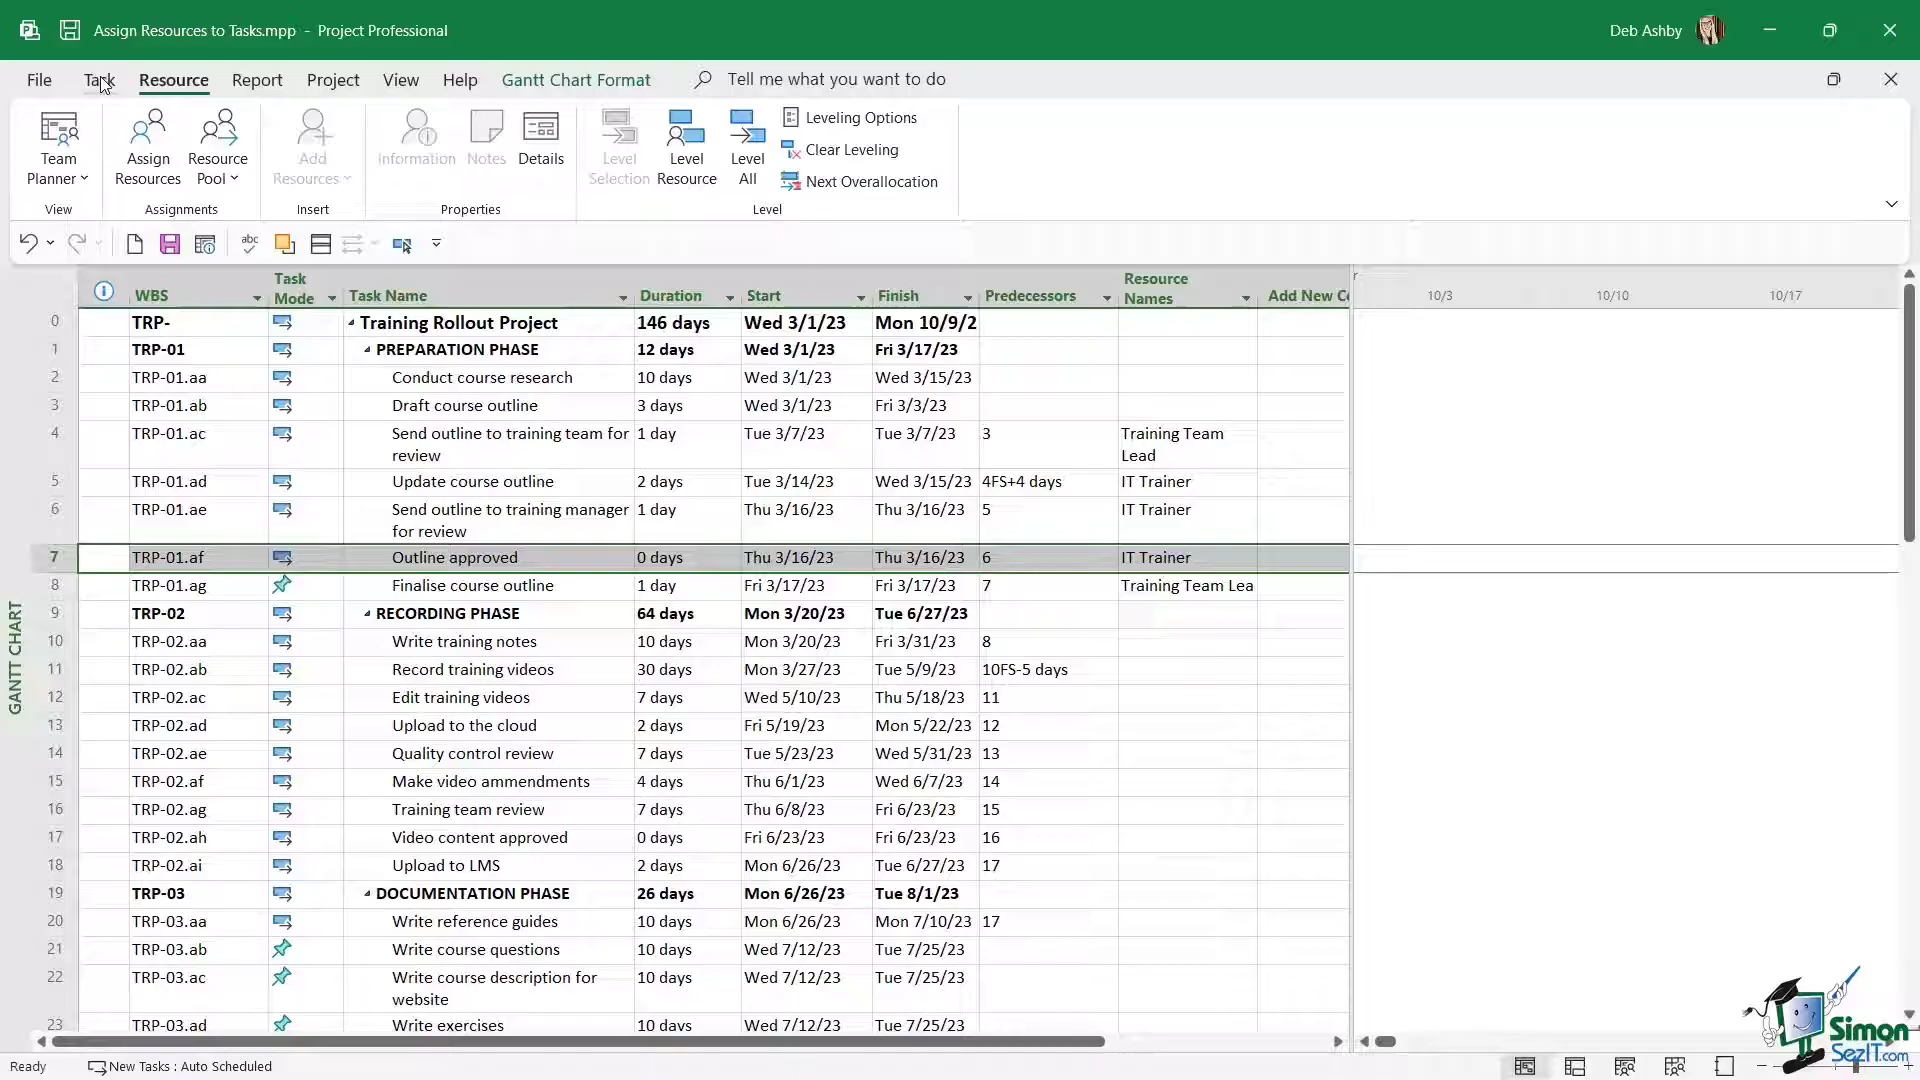 Assign Resources to Tasks.mpp - Project Professional
Deb Ashby
File Task Resource Report Project View Help Gantt Chart Format Tell me what you want to do
Team Planner
View
Assign Resources
Resource Pool
Assignments
Add Resources
Insert
Information
Notes
Details
Properties
Level Selection
Level Resource
Level All
Leveling Options
Clear Leveling
Next Overallocation
Level
abc
WBS Task Mode Task Name Duration Start Finish Predecessors Resource Names Add New Co
10/3 10/10 10/17
0 TRP- Training Rollout Project 146 days Wed 3/1/23 Mon 10/9/2
1 TRP-01 PREPARATION PHASE 12 days Wed 3/1/23 Fri 3/17/23
2 TRP-01.aa Conduct course research 10 days Wed 3/1/23 Wed 3/15/23
3 TRP-01.ab Draft course outline 3 days Wed 3/1/23 Fri 3/3/23
4 TRP-01.ac Send outline to training team for review 1 day Tue 3/7/23 Tue 3/7/23 3 Training Team Lead
5 TRP-01.ad Update course outline 2 days Tue 3/14/23 Wed 3/15/23 4FS+4 days IT Trainer
6 TRP-01.ae Send outline to training manager for review 1 day Thu 3/16/23 Thu 3/16/23 5 IT Trainer
7 TRP-01.af Outline approved 0 days Thu 3/16/23 Thu 3/16/23 6 IT Trainer
8 TRP-01.ag Finalise course outline 1 day Fri 3/17/23 Fri 3/17/23 7 Training Team Lea
9 TRP-02 RECORDING PHASE 64 days Mon 3/20/23 Tue 6/27/23
10 TRP-02.aa Write training notes 10 days Mon 3/20/23 Fri 3/31/23 8
11 TRP-02.ab Record training videos 30 days Mon 3/27/23 Tue 5/9/23 10FS-5 days
12 TRP-02.ac Edit training videos 7 days Wed 5/10/23 Thu 5/18/23 11
13 TRP-02.ad Upload to the cloud 2 days Fri 5/19/23 Mon 5/22/23 12
14 TRP-02.ae Quality control review 7 days Tue 5/23/23 Wed 5/31/23 13
15 TRP-02.af Make video ammendments 4 days Thu 6/1/23 Wed 6/7/23 14
16 TRP-02.ag Training team review 7 days Thu 6/8/23 Fri 6/23/23 15
17 TRP-02.ah Video content approved 0 days Fri 6/23/23 Fri 6/23/23 16
18 TRP-02.ai Upload to LMS 2 days Mon 6/26/23 Tue 6/27/23 17
19 TRP-03 DOCUMENTATION PHASE 26 days Mon 6/26/23 Tue 8/1/23
20 TRP-03.aa Write reference guides 10 days Mon 6/26/23 Mon 7/10/23 17
21 TRP-03.ab Write course questions 10 days Wed 7/12/23 Tue 7/25/23
22 TRP-03.ac Write course description for website 10 days Wed 7/12/23 Tue 7/25/23
23 TRP-03.ad Write exercises 10 days Wed 7/12/23 Tue 7/25/23
GANTT CHART
Ready New Tasks : Auto Scheduled
Simon
SezIT.com